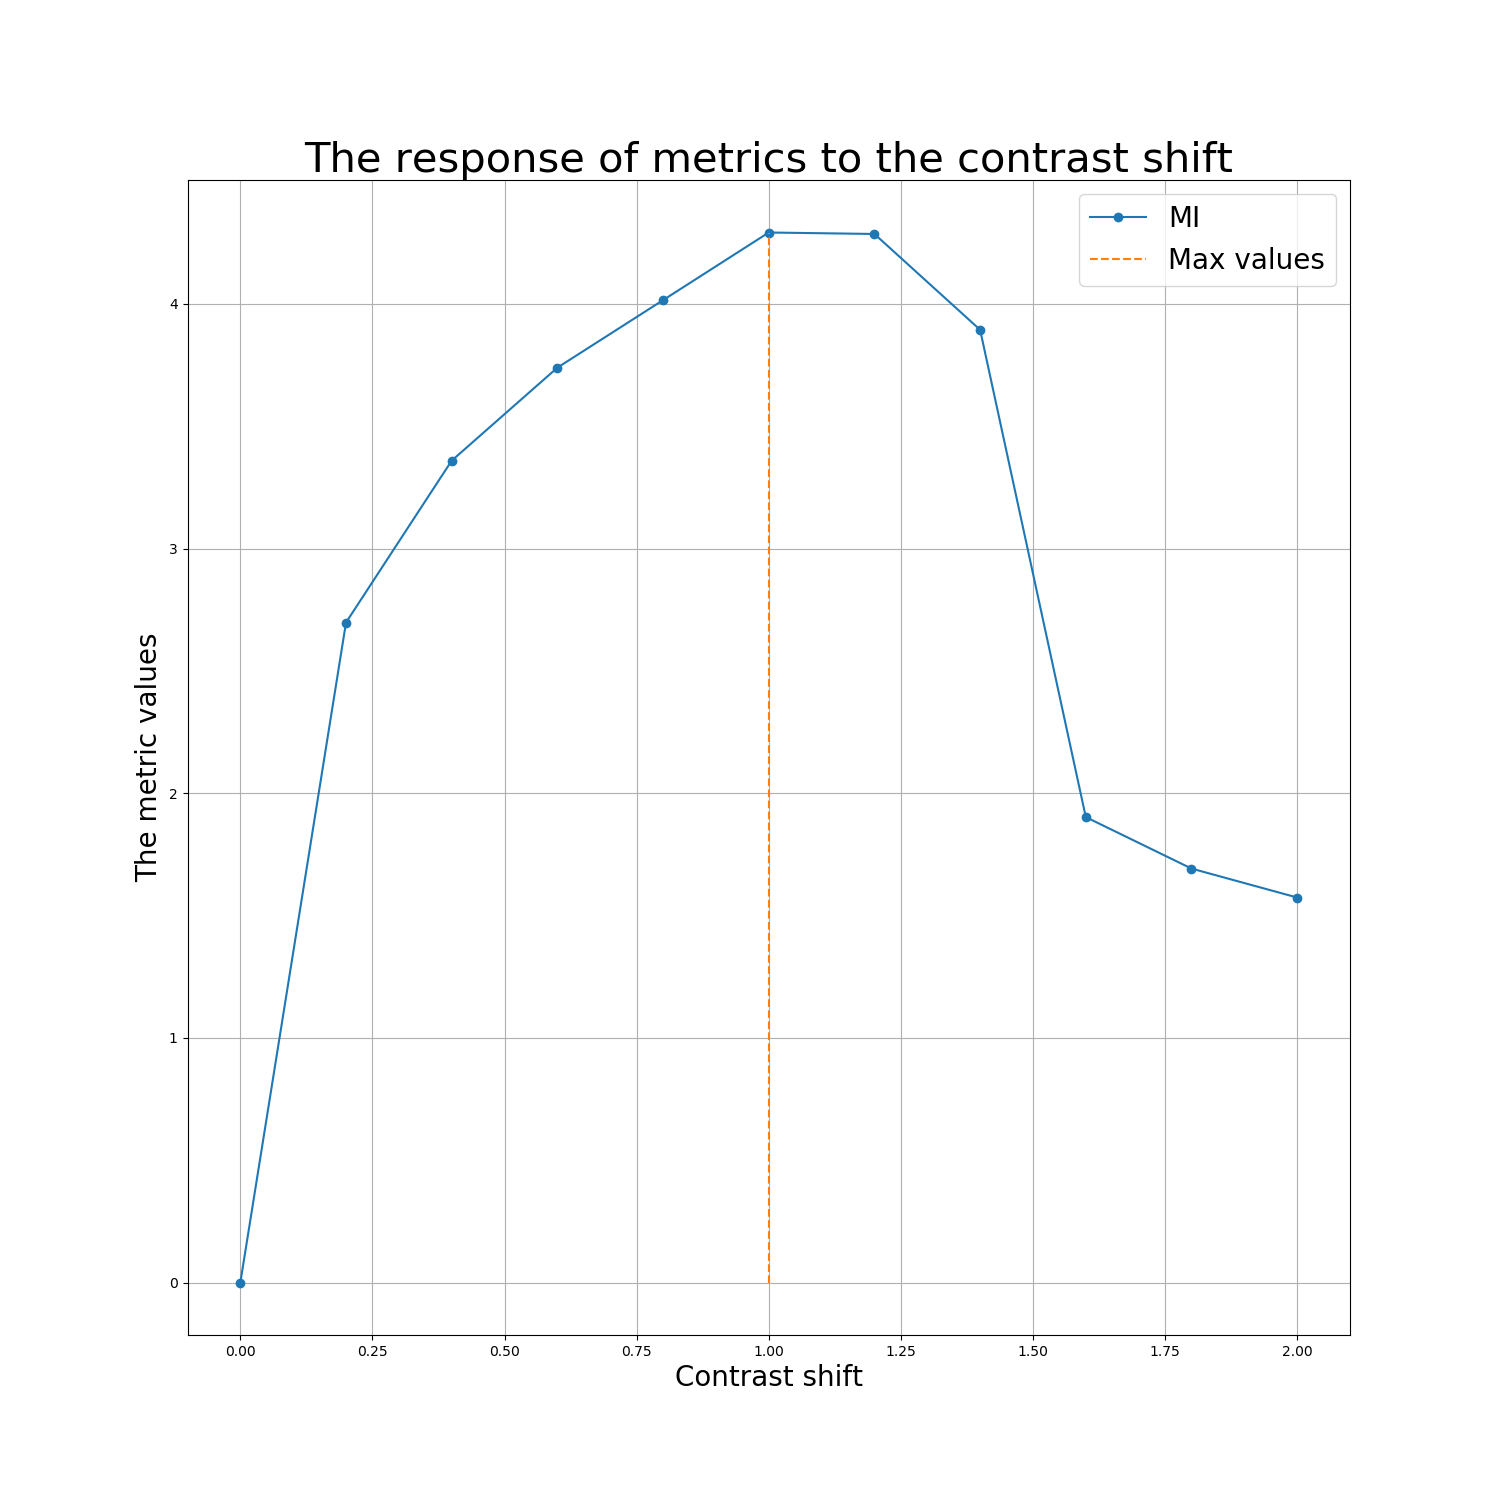 The response of metrics to the contrast shift
MI
Max values
4
3
2
1
0
The metric values
0.00 0.25 0.50 0.75 1.00 1.25 1.50 1.75 2.00
Contrast shift